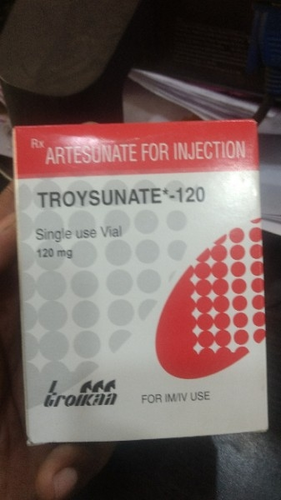 Rx ARTESUNATE FOR INJECTION
TROYSUNATE*-120
Single use Vial
120 mg
troikaa
FOR IM/IV USE